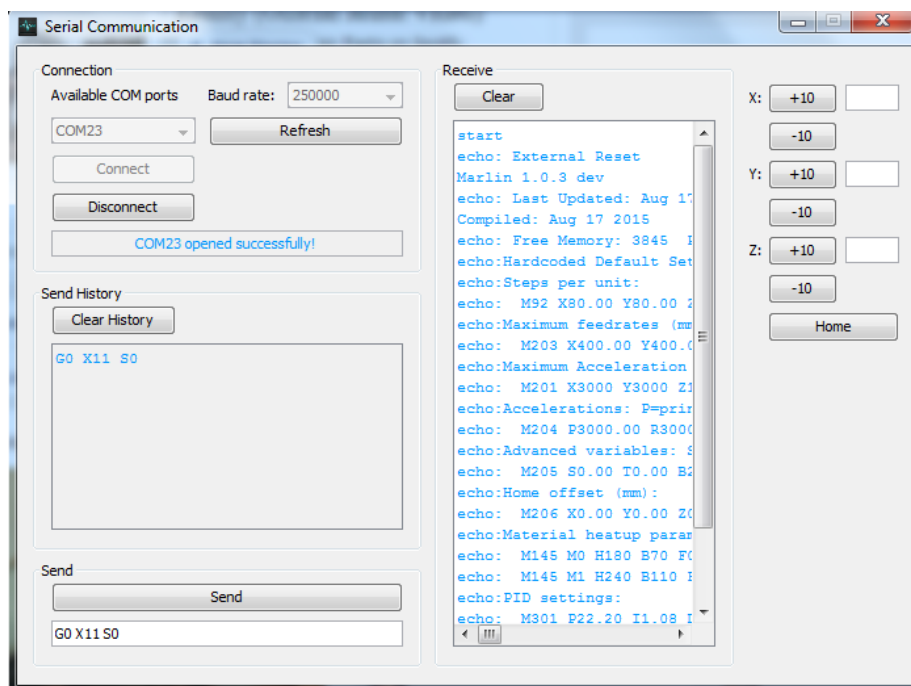 Serial Communication
Connection
Available COM ports Baud rate: 250000
COM23 Refresh
Connect
Disconnect
COM23 opened successfully!
Send History
Clear History
G0 X11 S0
Send
Send
G0 X11 S0
Receive
Clear
start
echo: External Reset
Marlin 1.0.3 dev
echo: Last Updated: Aug 17
Compiled: Aug 17 2015
echo: Free Memory: 3845
echo:Hardcoded Default Set
echo:Steps per unit:
echo:  M92 X80.00 Y80.00 Z
echo:Maximum feedrates (mm
echo:  M203 X400.00 Y400.0
echo:Maximum Acceleration
echo:  M201 X3000 Y3000 Z1
echo:Accelerations: P=prin
echo:  M204 P3000.00 R3000
echo:Advanced variables: S
echo:  M205 S0.00 T0.00 B2
echo:Home offset (mm):
echo:  M206 X0.00 Y0.00 Z0
echo:Material heatup param
echo:  M145 M0 H180 B70 F0
echo:  M145 M1 H240 B110 F
echo:PID settings:
echo:  M301 P22.20 I1.08 D
X: +10
-10
Y: +10
-10
Z: +10
-10
Home